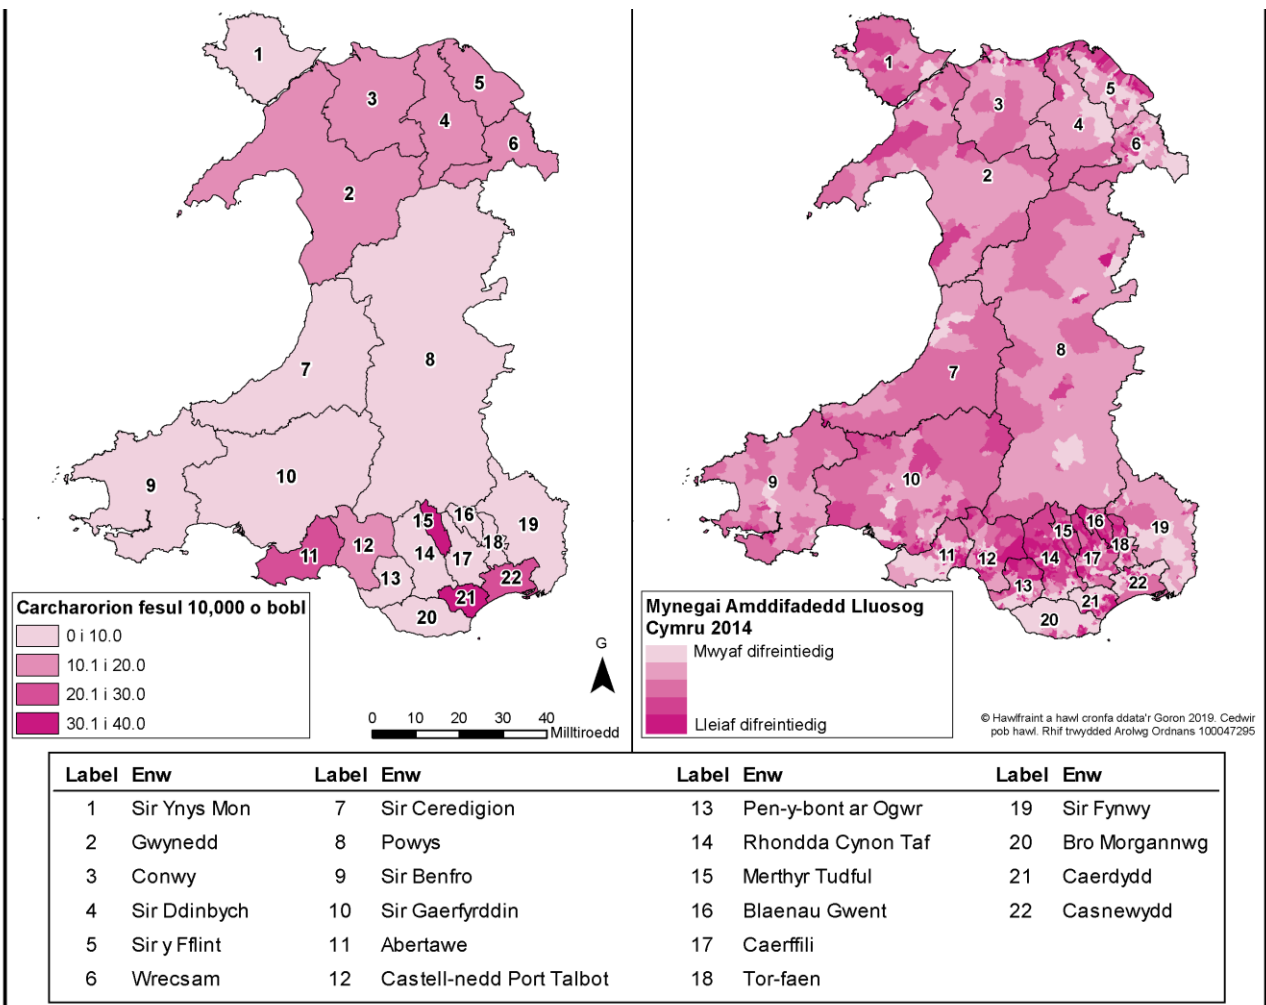 1
2
3
4
5
6
7
8
9
10
11
12
13
14
15
16
17
18
19
20
21
22
Carcharorion fesul 10,000 o bobl
0 i 10.0
10.1 i 20.0
20.1 i 30.0
30.1 i 40.0
G
0 10 20 30 40
Milltiroedd
1
2
3
4
5
6
7
8
9
10
11
12
13
14
15
16
17
18
19
20
21
22
Mynegai Amddifadedd Lluosog
Cymru 2014
Mwyaf difreintiedig
Lleiaf difreintiedig
© Hawlfraint a hawl cronfa ddata'r Goron 2019. Cedwir
pob hawl. Rhif trwydded Arolwg Ordnans 100047295
Label Enw Label Enw Label Enw Label Enw
1 Sir Ynys Mon 7 Sir Ceredigion 13 Pen-y-bont ar Ogwr 19 Sir Fynwy
2 Gwynedd 8 Powys 14 Rhondda Cynon Taf 20 Bro Morgannwg
3 Conwy 9 Sir Benfro 15 Merthyr Tudful 21 Caerdydd
4 Sir Ddinbych 10 Sir Gaerfyrddin 16 Blaenau Gwent 22 Casnewydd
5 Sir y Fflint 11 Abertawe 17 Caerffili
6 Wrecsam 12 Castell-nedd Port Talbot 18 Tor-faen